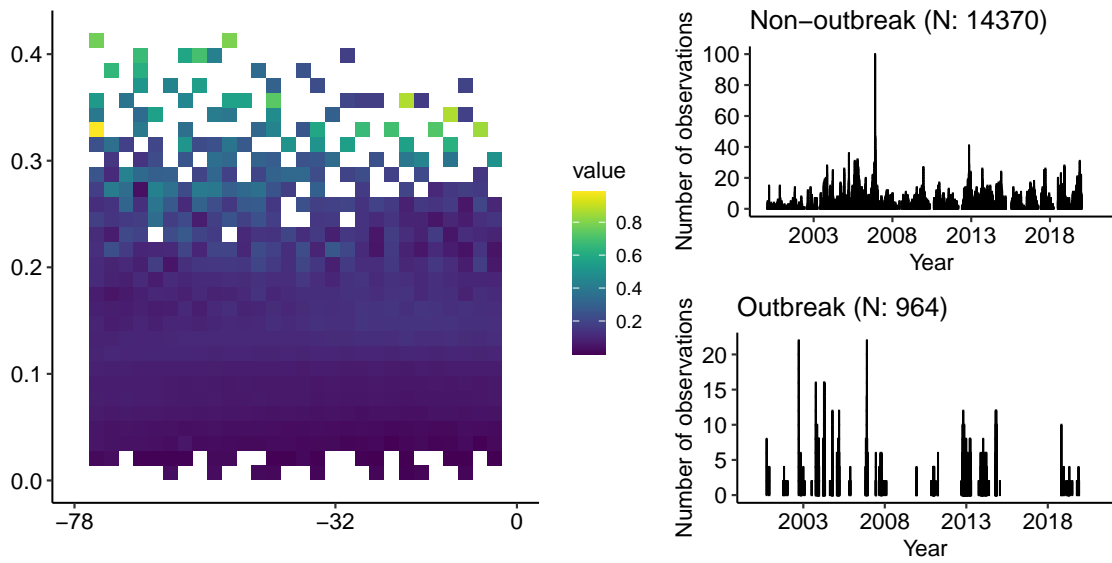 0.4
0.3
0.2
0.1
0.0
−78
−32
0
value
0.8
0.6
0.4
0.2
Non−outbreak (N: 14370)
Number of observations
100
80
60
40
20
0
2003 2008 2013 2018
Year
Outbreak (N: 964)
Number of observations
20
15
10
5
0
2003 2008 2013 2018
Year